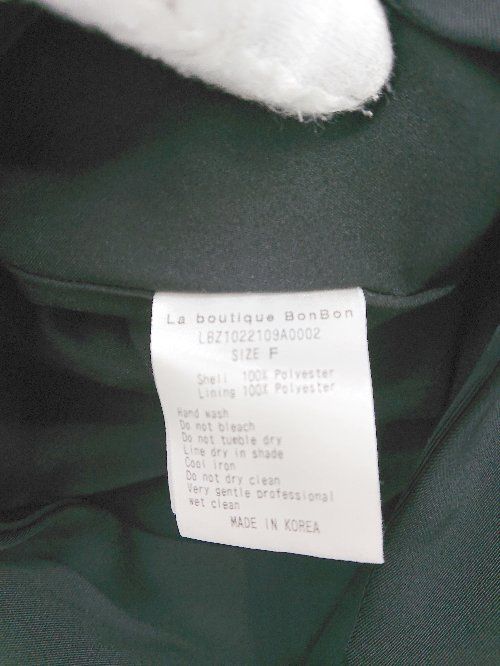 La boutique BonBon
LBZ1022109A0002
SIZE F
Shell 100% Polyester
Lining 100% Polyester
Hand wash
Do not bleach
Do not tumble dry
Line dry in shade
Cool iron
Do not dry clean
Very gentle professional
wet clean
MADE IN KOREA